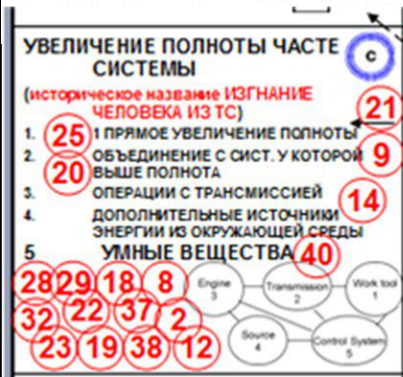 УВЕЛИЧЕНИЕ ПОЛНОТЫ ЧАСТЕ
СИСТЕМЫ
с
(историческое название ИЗГНАНИЕ
ЧЕЛОВЕКА ИЗ ТС)
21
1. 25 1 ПРЯМОЕ УВЕЛИЧЕНИЕ ПОЛНОТЫ
2. ОБЪЕДИНЕНИЕ С СИСТ. У КОТОРОЙ 9
20 ВЫШЕ ПОЛНОТА
3. ОПЕРАЦИИ С ТРАНСМИССИЕЙ 14
4. ДОПОЛНИТЕЛЬНЫЕ ИСТОЧНИКИ
ЭНЕРГИИ ИЗ ОКРУЖАЮЩЕЙ СРЕДЫ
5 УМНЫЕ ВЕЩЕСТВА 40
28 29 18 8
Engine
3
Transmission
2
Work tool
1
32 22 37 2
Source
4
Control System
5
23 19 38 12